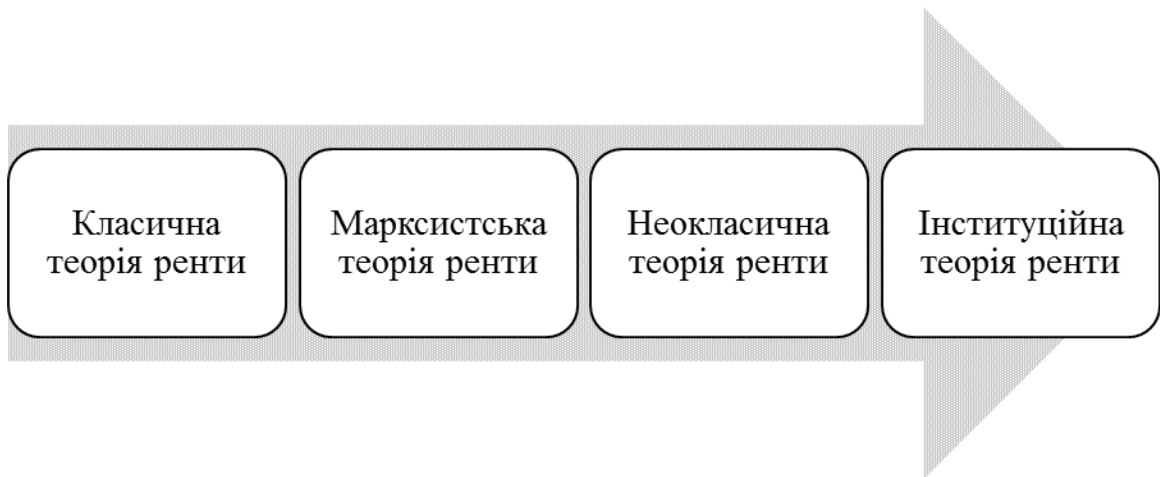 Класична
теорія ренти
Марксистська
теорія ренти
Неокласична
теорія ренти
Інституційна
теорія ренти